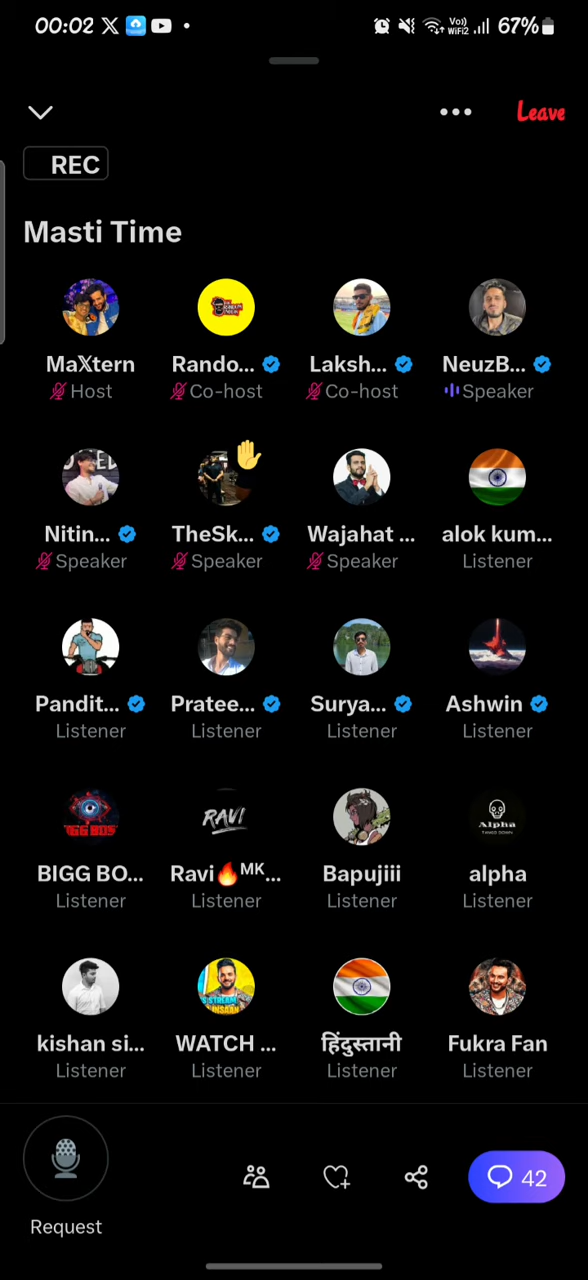 00:02
Vo))
WiFi2
67%
Leave
REC
Masti Time
Ma𝕏tern
Rando...
Laksh...
NeuzB...
Host
Co-host
Co-host
Speaker
Nitin...
TheSk...
Wajahat ...
alok kum...
Speaker
Speaker
Speaker
Listener
Pandit...
Pratee...
Surya...
Ashwin
Listener
Listener
Listener
Listener
RAVI
Alpha
BIGG BO...
Ravi🔥ᴹᴷ...
Bapujiii
alpha
Listener
Listener
Listener
Listener
kishan si...
WATCH ...
हिंदुस्तानी
Fukra Fan
Listener
Listener
Listener
Listener
42
Request